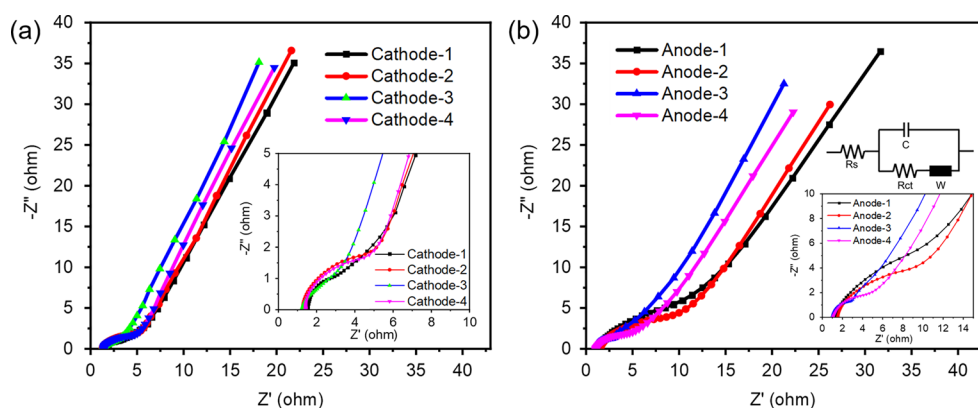 (a)
-Z'' (ohm)
40
35
30
25
20
15
10
5
0
0 5 10 15 20 25 30 35 40
Z' (ohm)
Cathode-1
Cathode-2
Cathode-3
Cathode-4
-Z'' (ohm)
5
4
3
2
1
0
0 2 4 6 8 10
Z' (ohm)
Cathode-1
Cathode-2
Cathode-3
Cathode-4
(b)
-Z'' (ohm)
40
35
30
25
20
15
10
5
0
0 5 10 15 20 25 30 35 40
Z' (ohm)
Anode-1
Anode-2
Anode-3
Anode-4
Rs
C
Rct
W
-Z'' (ohm)
10
8
6
4
2
0
0 2 4 6 8 10 12 14
Z' (ohm)
Anode-1
Anode-2
Anode-3
Anode-4